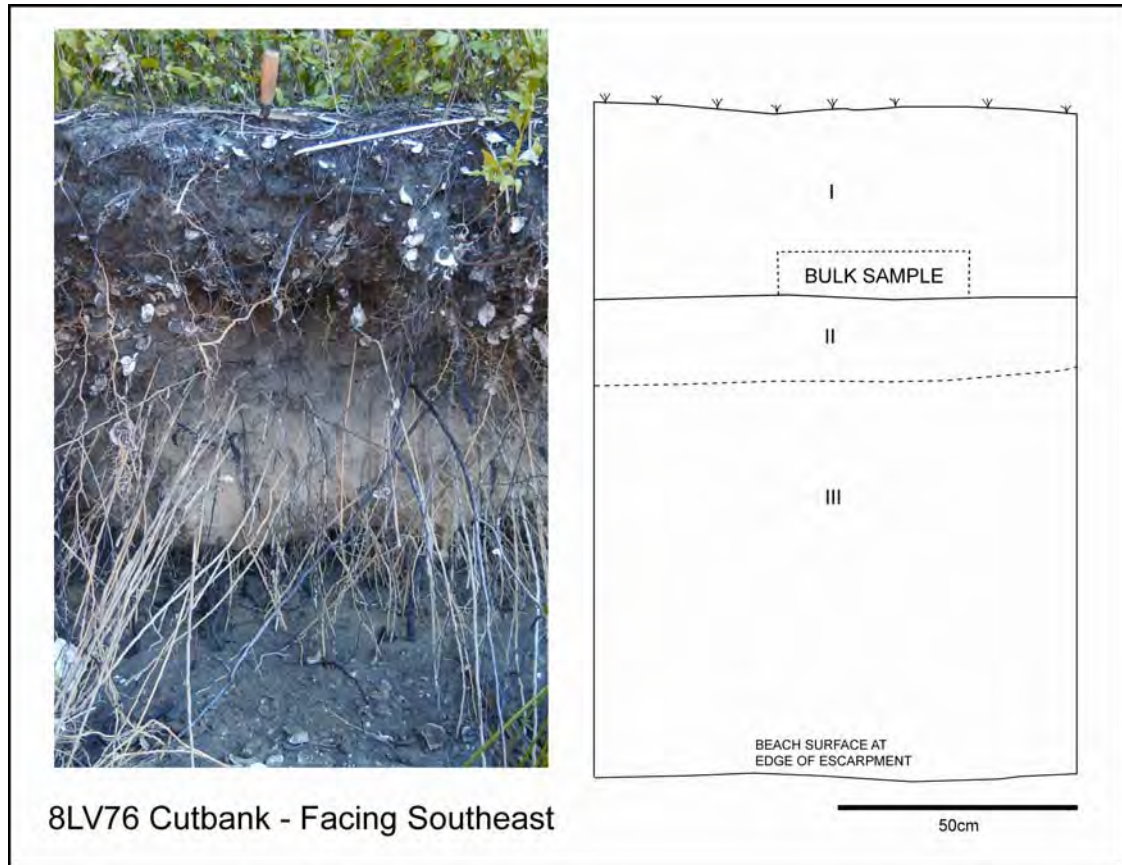 I
BULK SAMPLE
II
III
BEACH SURFACE AT
EDGE OF ESCARPMENT
50cm
8LV76 Cutbank - Facing Southeast